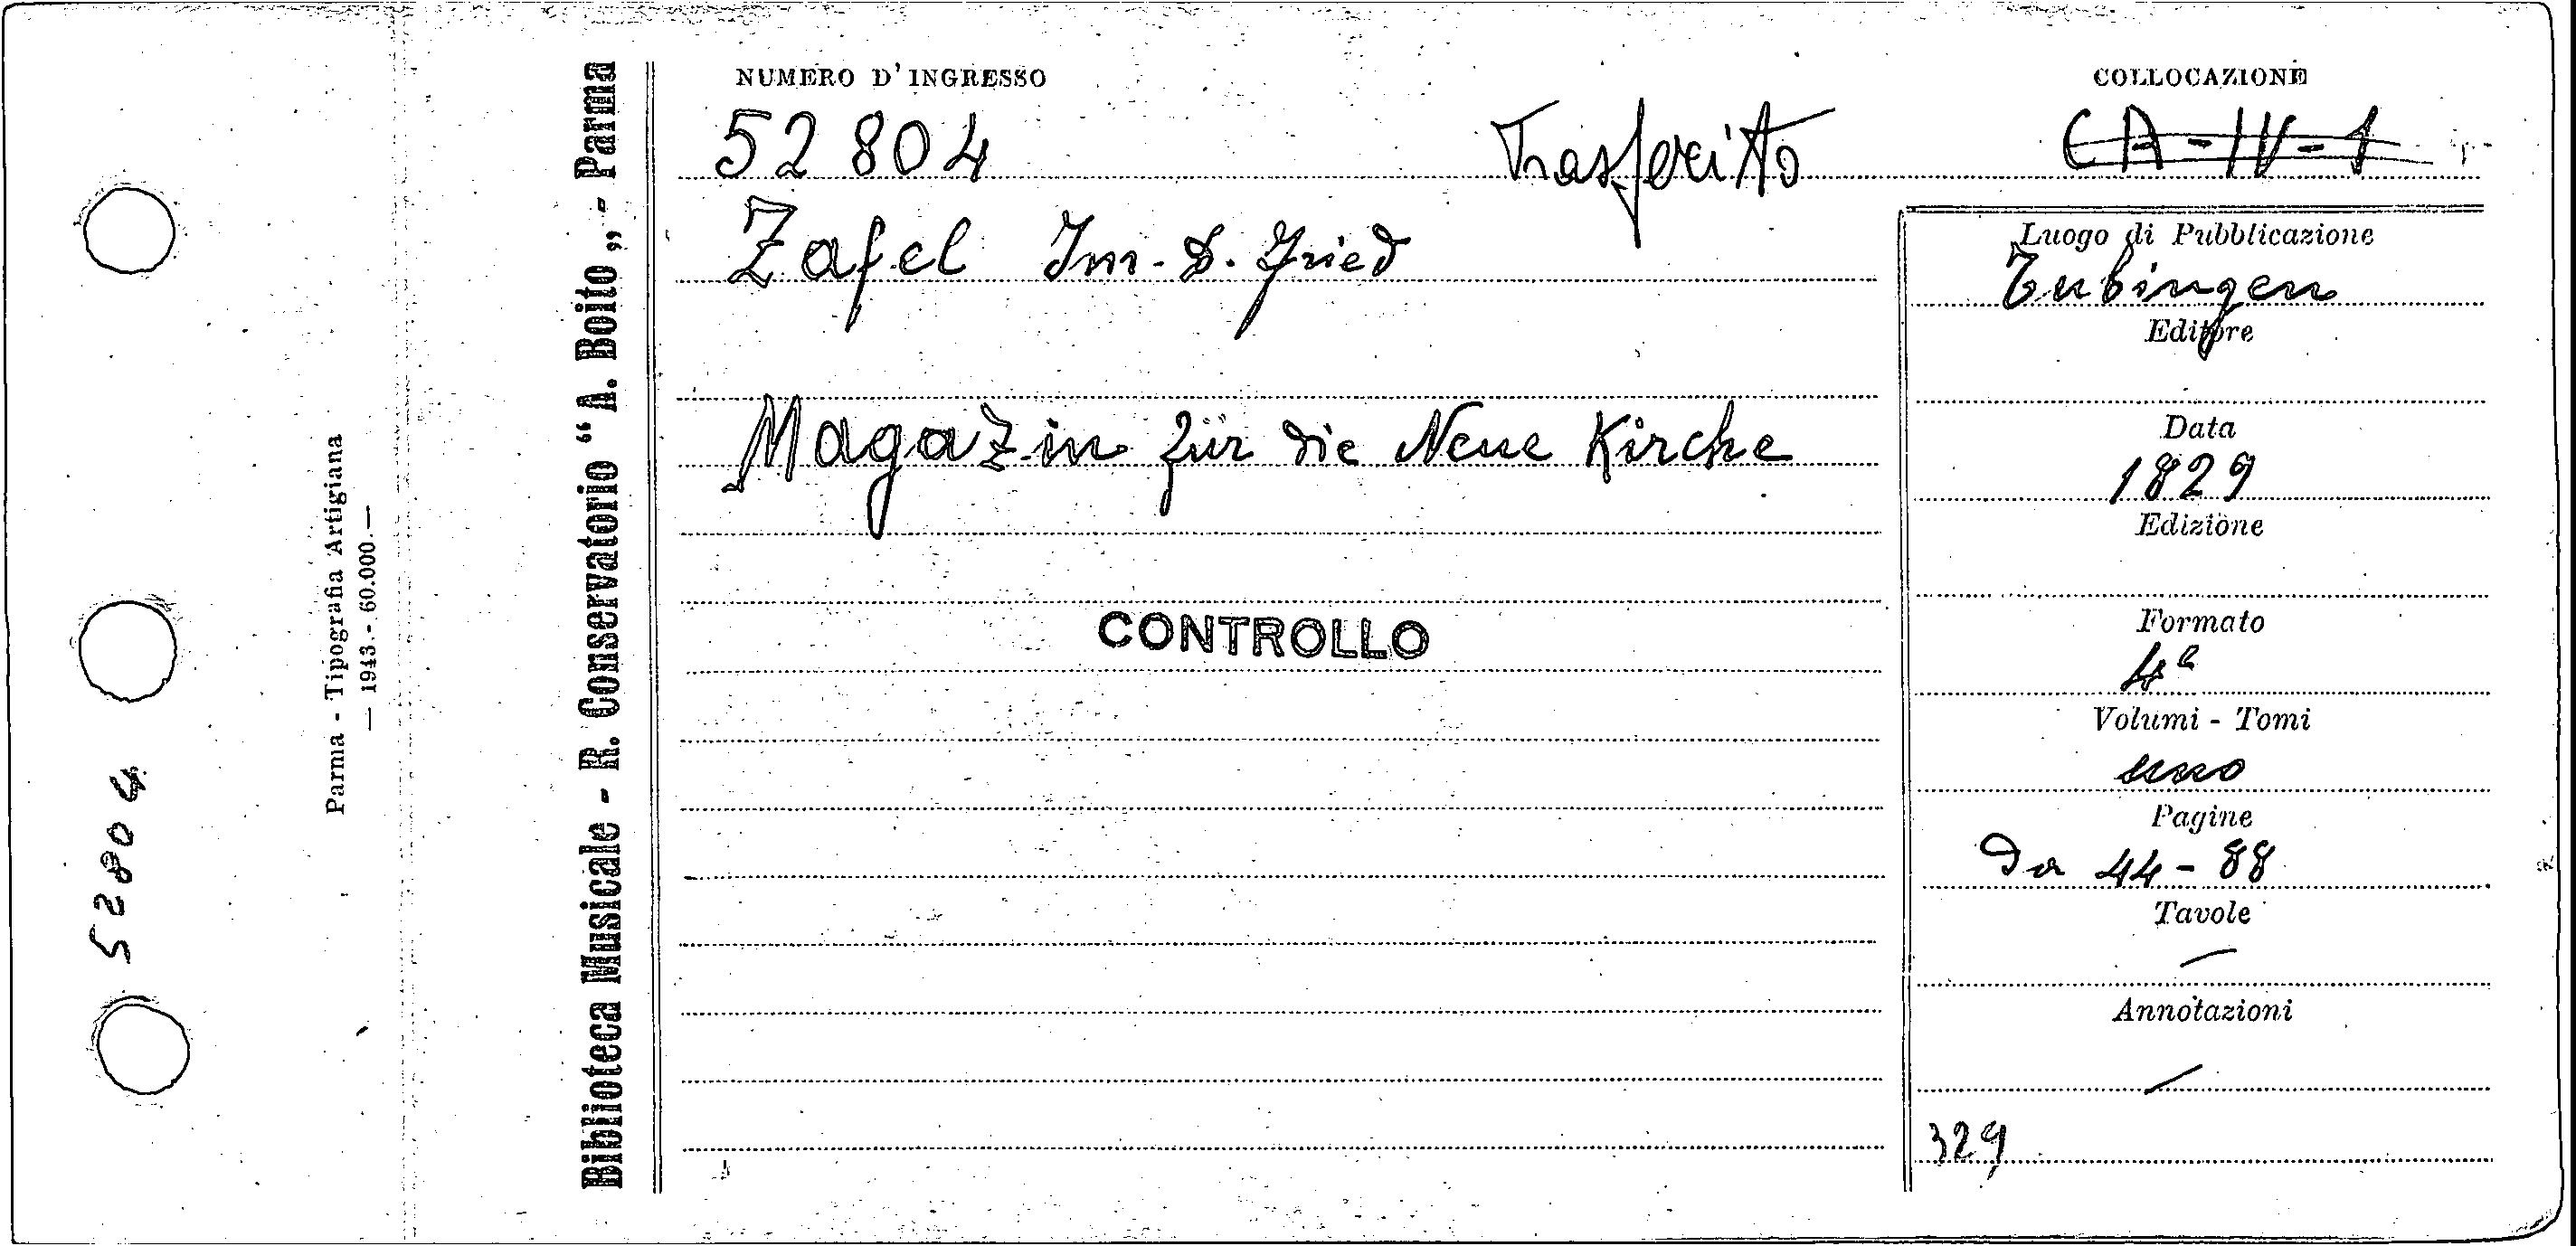 NUMERO D'INGRESSO
52804
Trasferito
COLLOCAZIONE
CA-IV-1
Zafel Im. D. Fried
Magazin für die Neue Kirche
CONTROLLO
Luogo di Pubblicazione
Tubingen
Editore
Data
1829
Edizione
Formato
4°
Volumi - Tomi
uno
Pagine
Da 44-88
Tavole
—
Annotazioni
—
329
Biblioteca Musicale - R. Conservatorio “A. Boito„ - Parma
Parma - Tipografia Artigiana
— 1943 - 60.000.—
52804